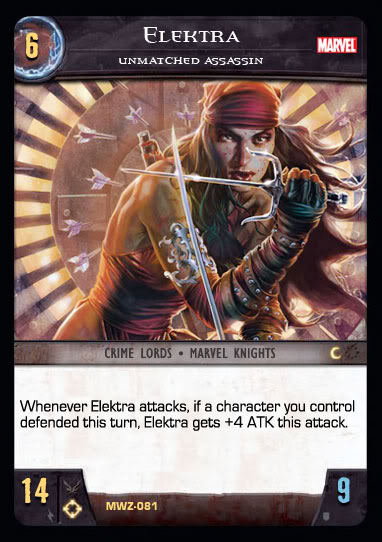 6
ELEKTRA
UNMATCHED ASSASSIN
MARVEL
CRIME LORDS • MARVEL KNIGHTS
C
Whenever Elektra attacks, if a character you control
defended this turn, Elektra gets +4 ATK this attack.
14
MWZ-081
9